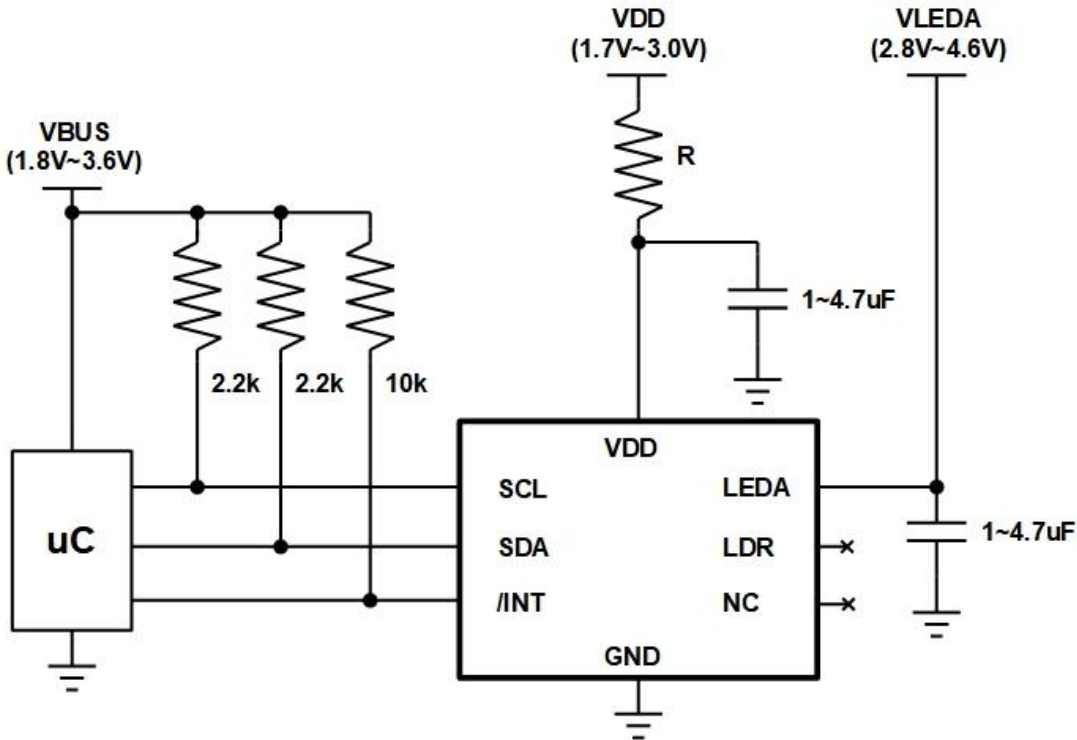 VDD
(1.7V~3.0V)
VLEDA
(2.8V~4.6V)
VBUS
(1.8V~3.6V)
R
1~4.7uF
2.2k
2.2k
10k
VDD
SCL
LEDA
uC
SDA
LDR
1~4.7uF
/INT
NC
GND